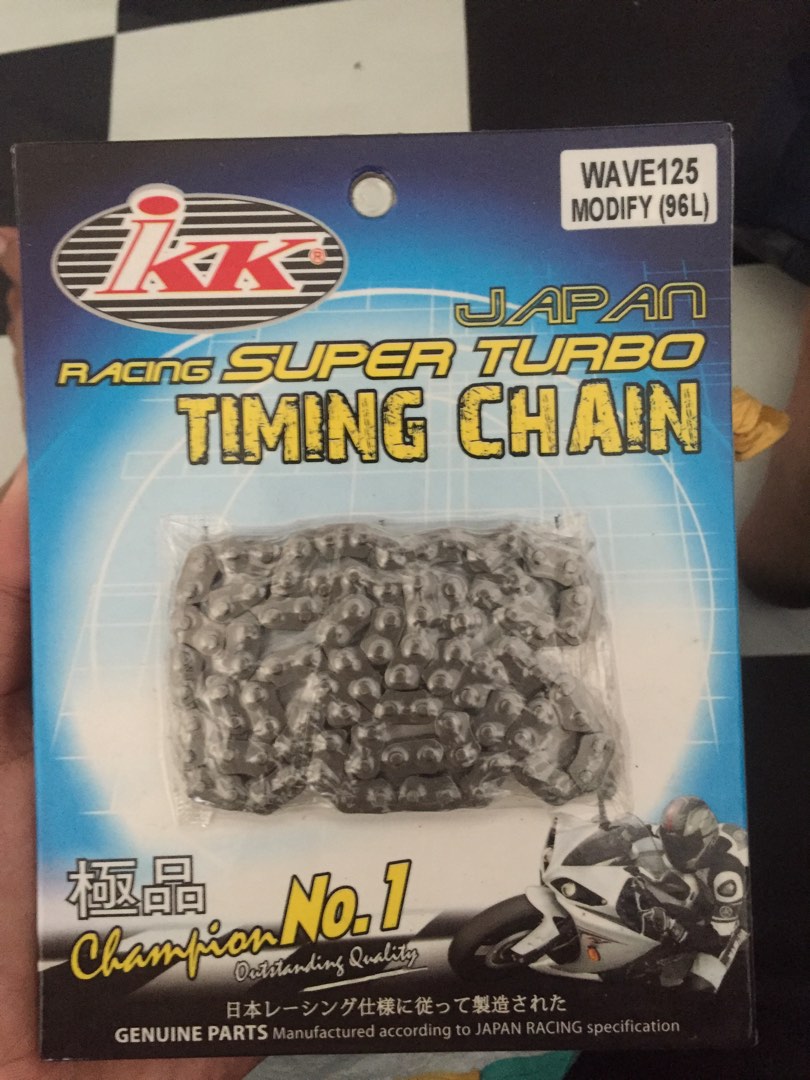 WAVE125
MODIFY (96L)
ikk®
JAPAN
RACING SUPER TURBO
TIMING CHAIN
極品
Champion No.1
Outstanding Quality
日本レーシング仕様に従って製造された
GENUINE PARTS Manufactured according to JAPAN RACING specification